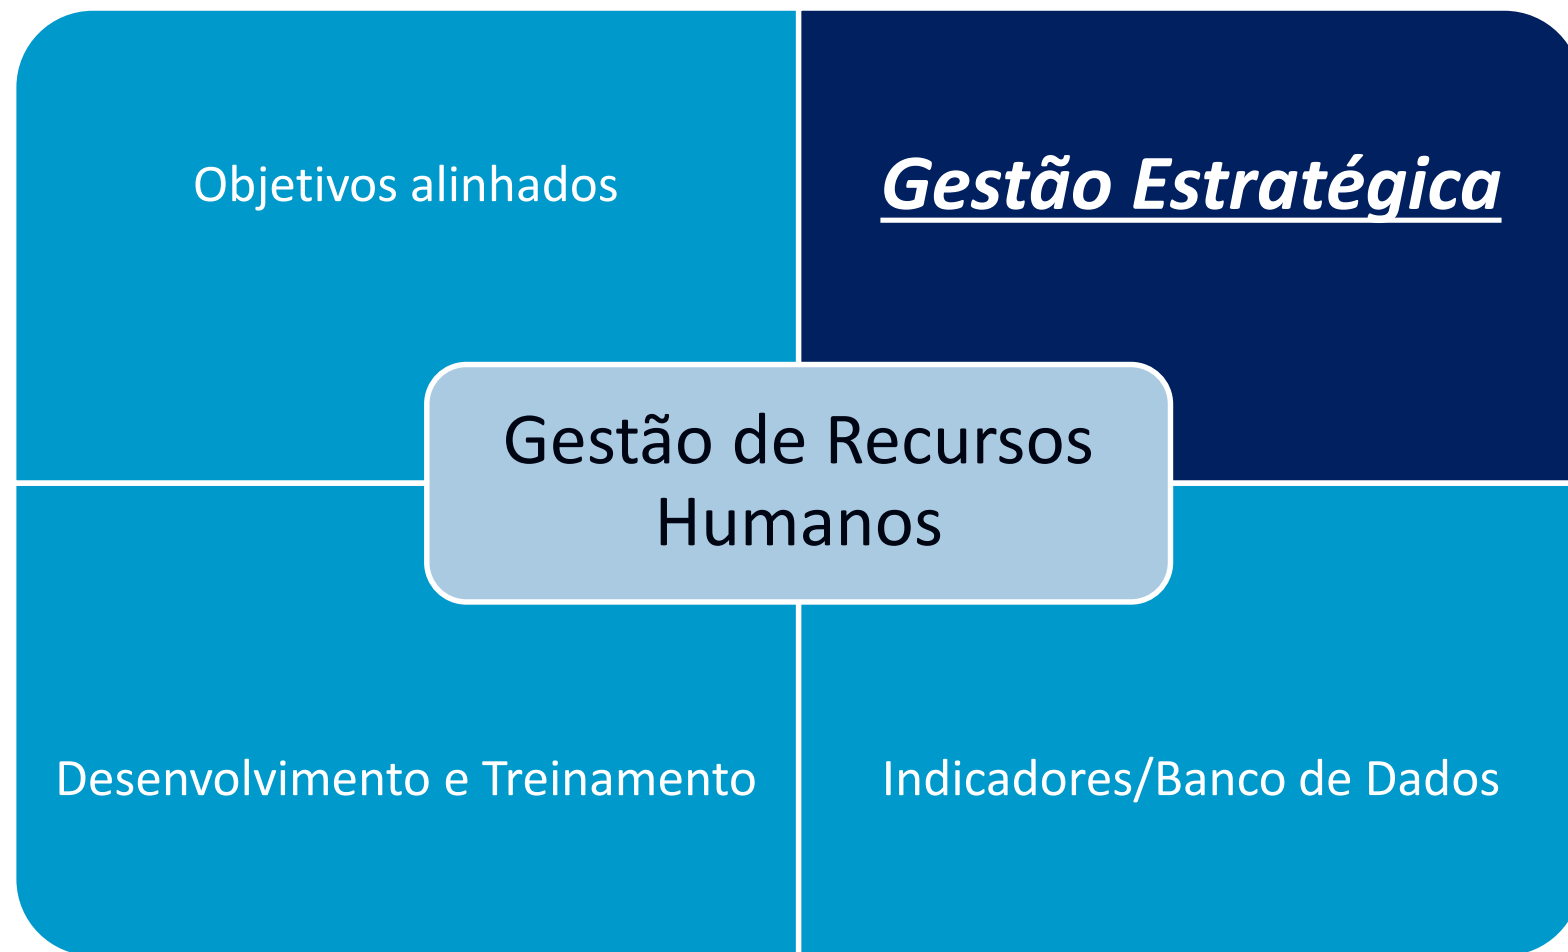 Objetivos alinhados
Gestão Estratégica
Gestão de Recursos
Humanos
Desenvolvimento e Treinamento
Indicadores/Banco de Dados